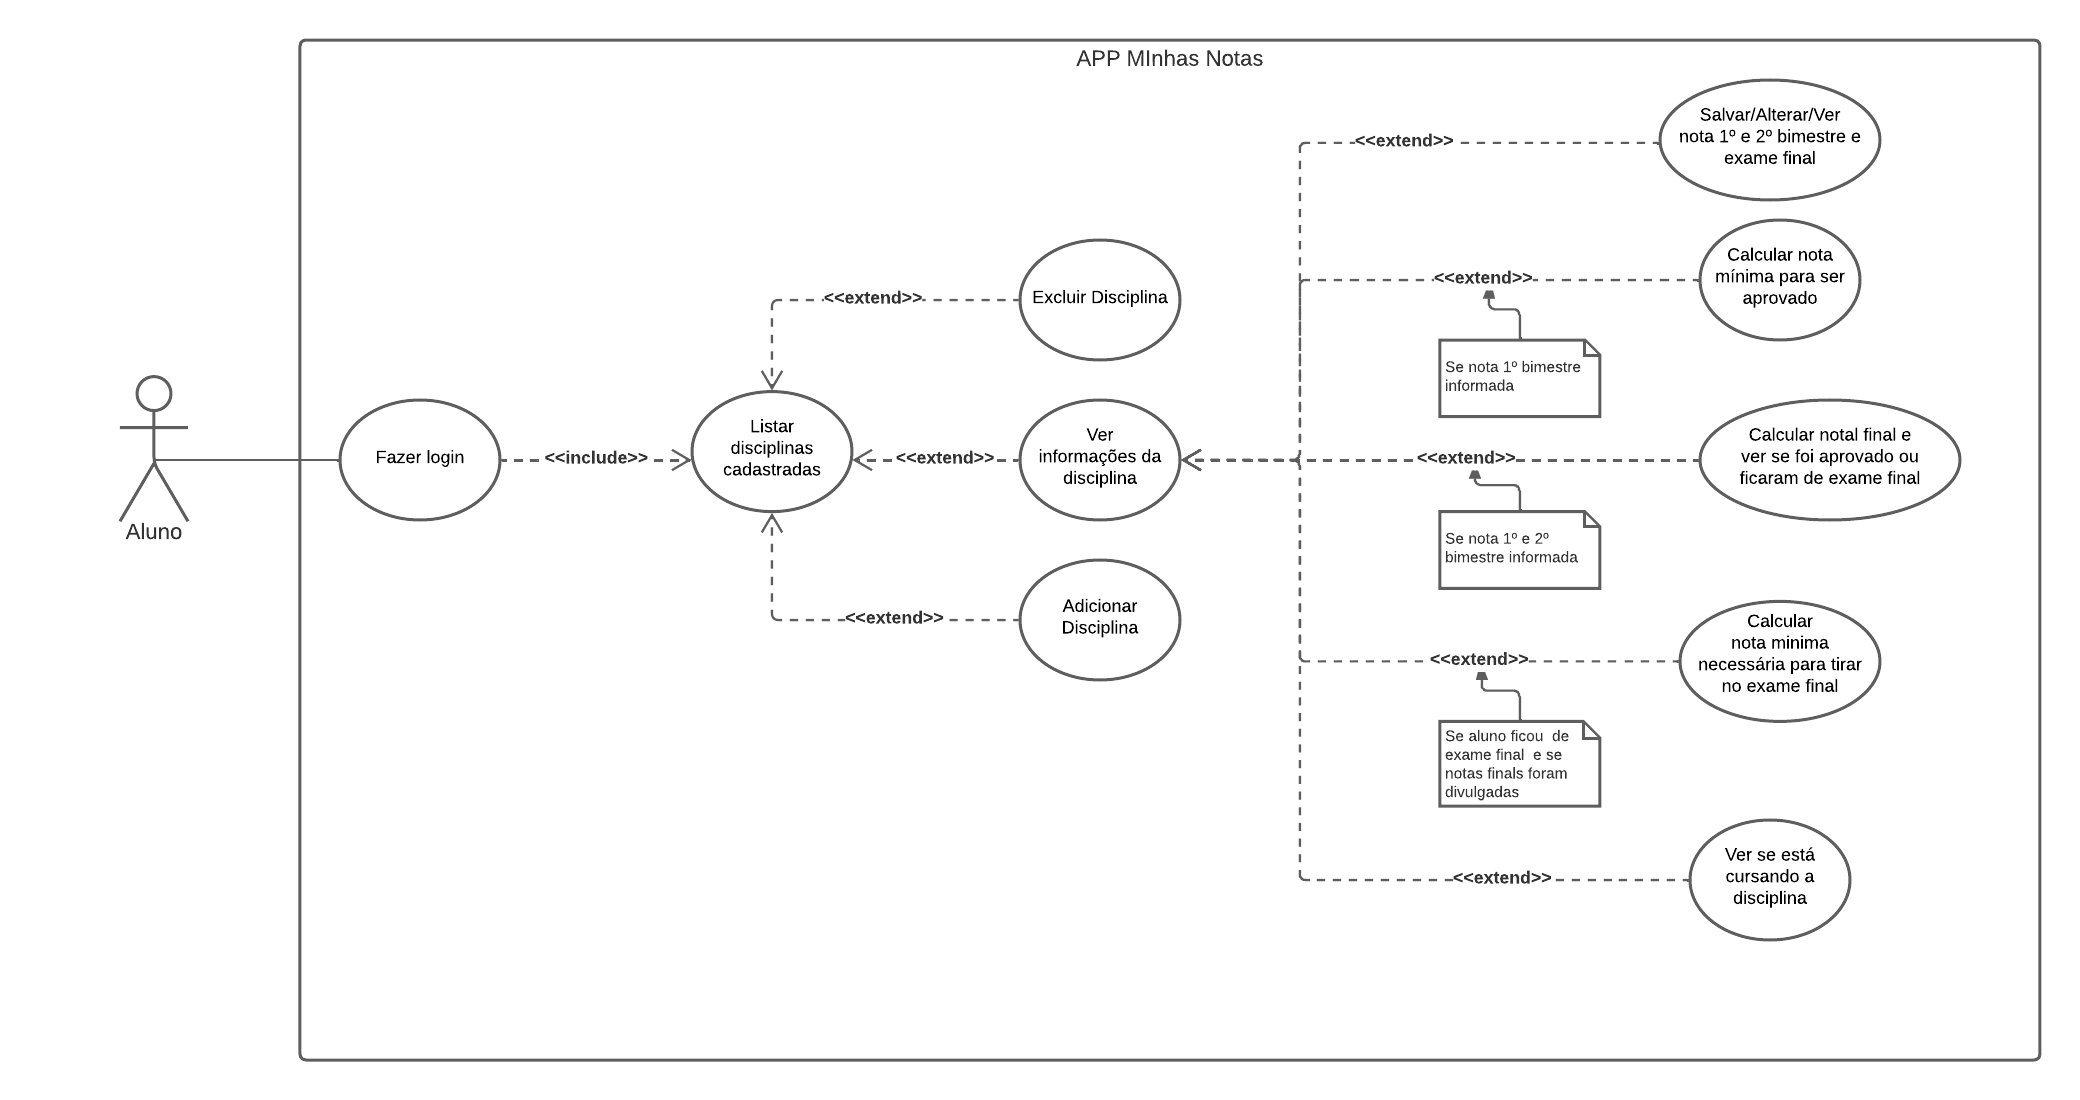 APP MInhas Notas
Aluno
Fazer login
<<include>>
Listar
disciplinas
cadastradas
<<extend>>
Excluir Disciplina
<<extend>>
Ver
informações da
disciplina
<<extend>>
Adicionar
Disciplina
<<extend>>
Salvar/Alterar/Ver
nota 1º e 2º bimestre e
exame final
<<extend>>
Calcular nota
mínima para ser
aprovado
Se nota 1º bimestre
informada
<<extend>>
Calcular notal final e
ver se foi aprovado ou
ficaram de exame final
Se nota 1º e 2º
bimestre informada
<<extend>>
Calcular
nota minima
necessária para tirar
no exame final
Se aluno ficou  de
exame final  e se
notas finals foram
divulgadas
<<extend>>
Ver se está
cursando a
disciplina